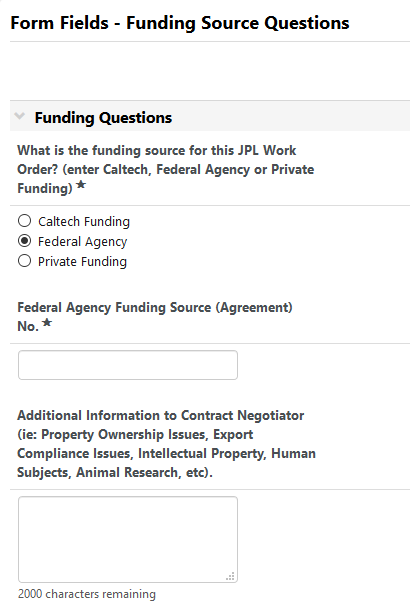 Form Fields - Funding Source Questions
Funding Questions
What is the funding source for this JPL Work
Order? (enter Caltech, Federal Agency or Private
Funding) ★
Caltech Funding
Federal Agency
Private Funding
Federal Agency Funding Source (Agreement)
No. ★
Additional Information to Contract Negotiator
(ie: Property Ownership Issues, Export
Compliance Issues, Intellectual Property, Human
Subjects, Animal Research, etc).
2000 characters remaining